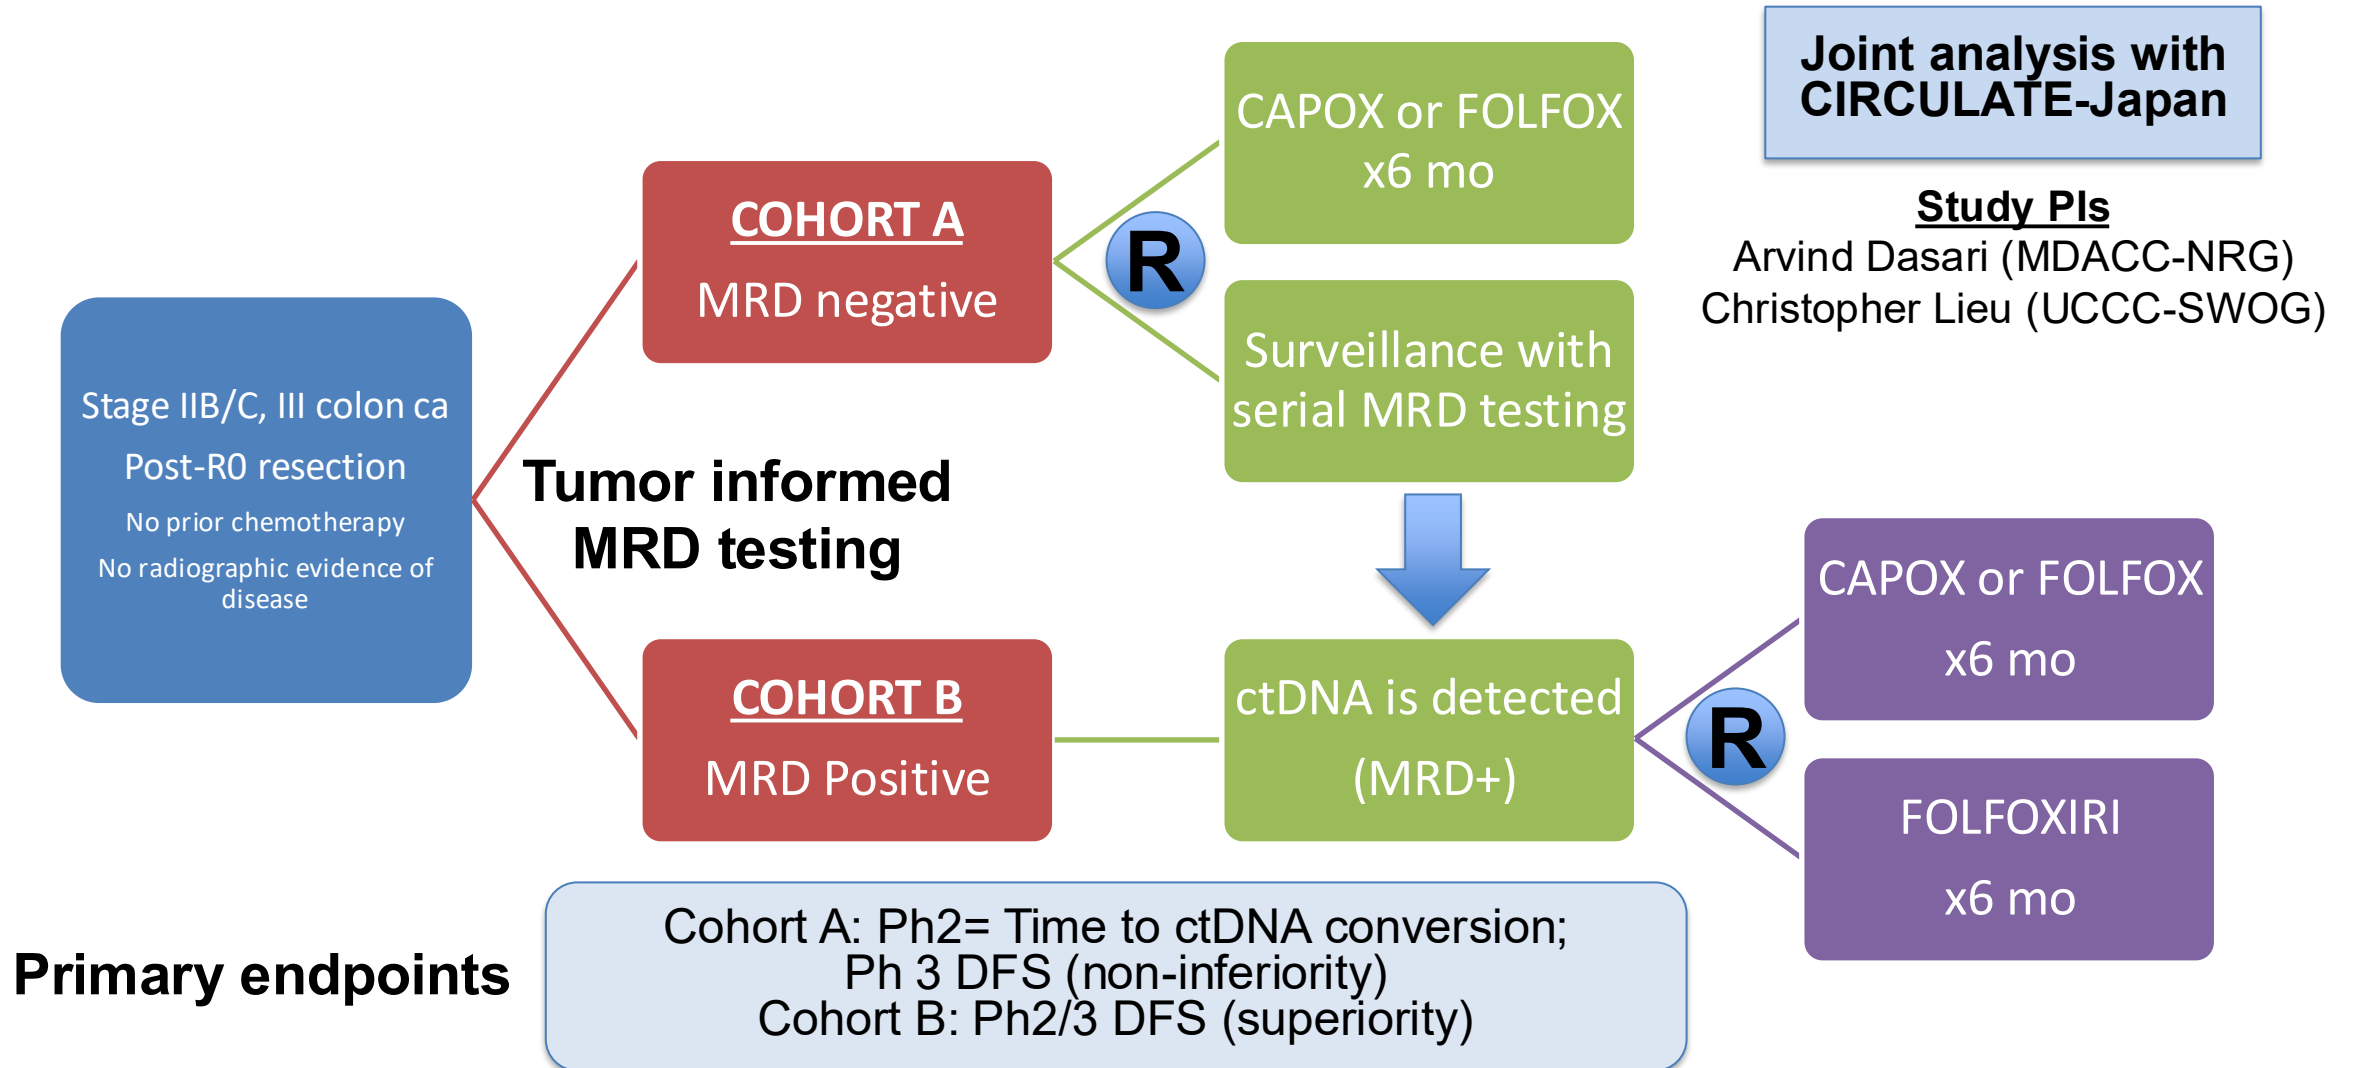 Joint analysis with
CIRCULATE-Japan
Study PIs
Arvind Dasari (MDACC-NRG)
Christopher Lieu (UCCC-SWOG)
Stage IIB/C, III colon ca
Post-R0 resection
No prior chemotherapy
No radiographic evidence of
disease
Tumor informed
MRD testing
COHORT A
MRD negative
R
CAPOX or FOLFOX
x6 mo
Surveillance with
serial MRD testing
COHORT B
MRD Positive
ctDNA is detected
(MRD+)
R
CAPOX or FOLFOX
x6 mo
FOLFOXIRI
x6 mo
Primary endpoints
Cohort A: Ph2= Time to ctDNA conversion;
Ph 3 DFS (non-inferiority)
Cohort B: Ph2/3 DFS (superiority)